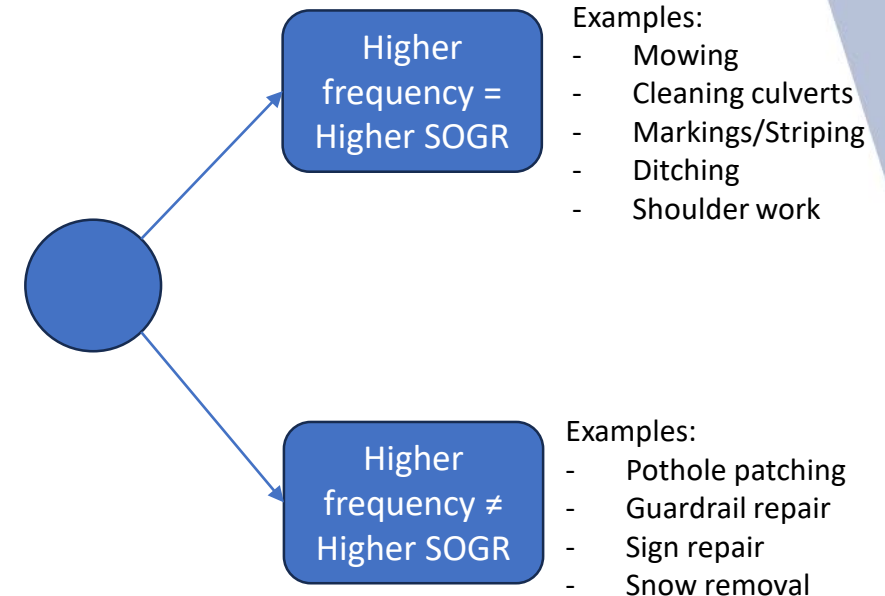 Higher
frequency =
Higher SOGR
Examples:
- Mowing
- Cleaning culverts
- Markings/Striping
- Ditching
- Shoulder work
Higher
frequency ≠
Higher SOGR
Examples:
- Pothole patching
- Guardrail repair
- Sign repair
- Snow removal